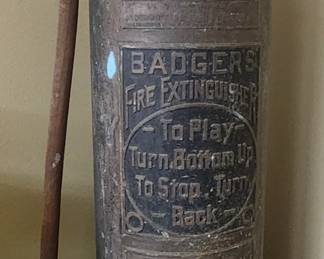 BADGER'S
FIRE EXTINGUISHER
- To Play -
Turn Bottom Up
To Stop Turn
- Back -